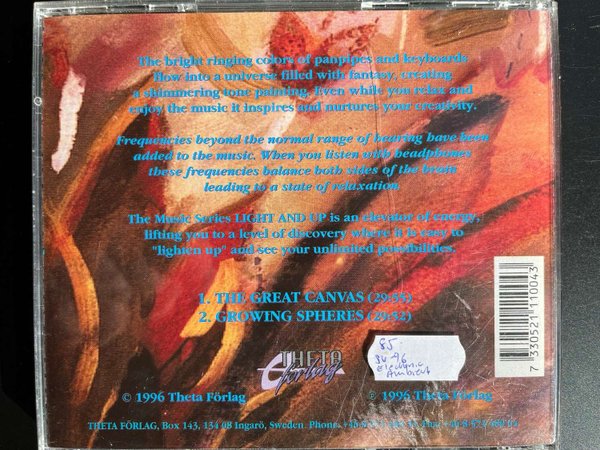 The bright ringing colors of panpipes and keyboards
flow into a universe filled with fantasy, creating
a shimmering tone painting. Even while you relax and
enjoy the music it inspires and nurtures your creativity.
Frequencies beyond the normal range of hearing have been
added to the music. When you listen with headphones
these frequencies balance both sides of the brain
leading to a state of relaxation
The Music Series LIGHT AND UP is an elevator of energy,
lifting you to a level of discovery where it is easy to
"lighten up" and see your unlimited possibilities.
1. THE GREAT CANVAS (29:55)
2. GROWING SPHERES (29:52)
THETA
förlag
85
96
Electronic
Ambient
7 330521 110043
© 1996 Theta Förlag
℗ 1996 Theta Förlag
THETA FÖRLAG, Box 143, 134 08 Ingarö, Sweden. Phone